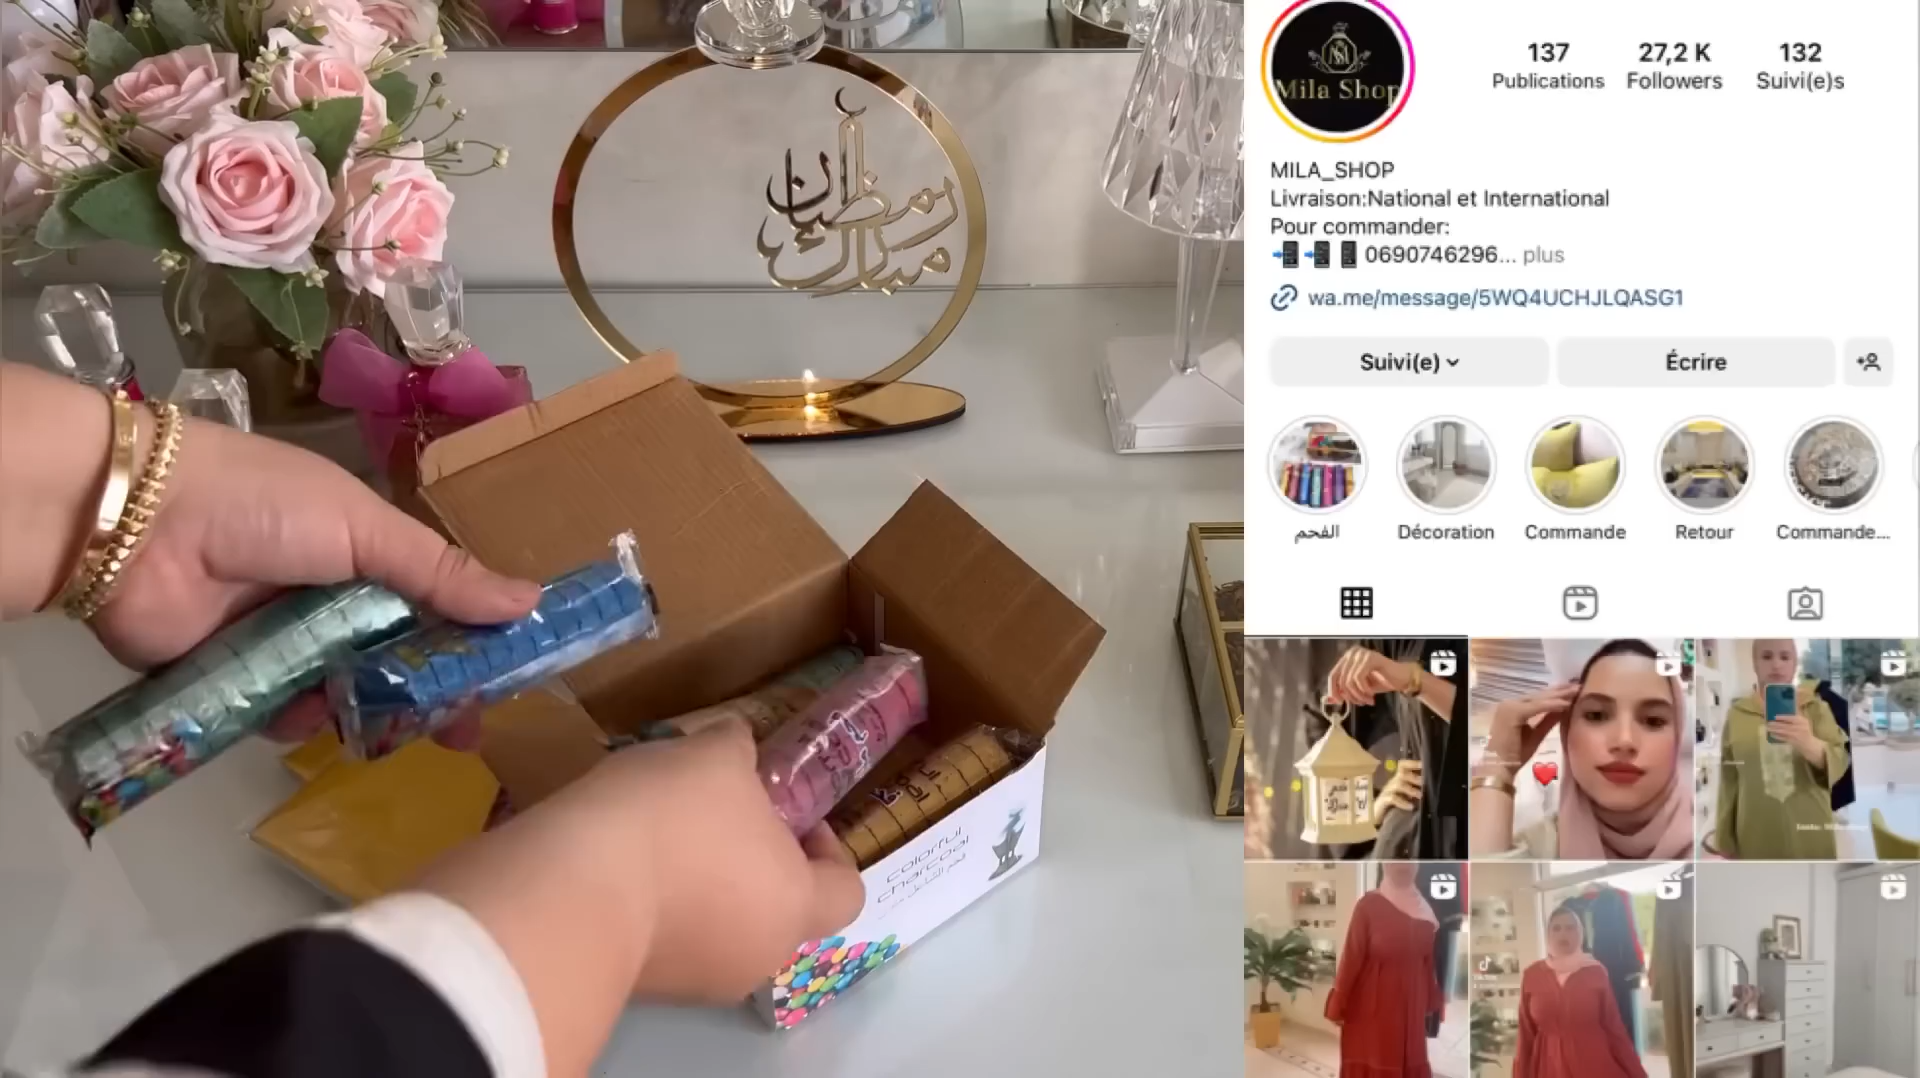 رمضان
مبارك
colorful
charcoal
Mila Shop
137
Publications
27,2 K
Followers
132
Suivi(e)s
MILA_SHOP
Livraison:National et International
Pour commander:
0690746296... plus
wa.me/message/5WQ4UCHJLQASG1
Suivi(e)
Écrire
الفحم
Décoration
Commande
Retour
Commande...